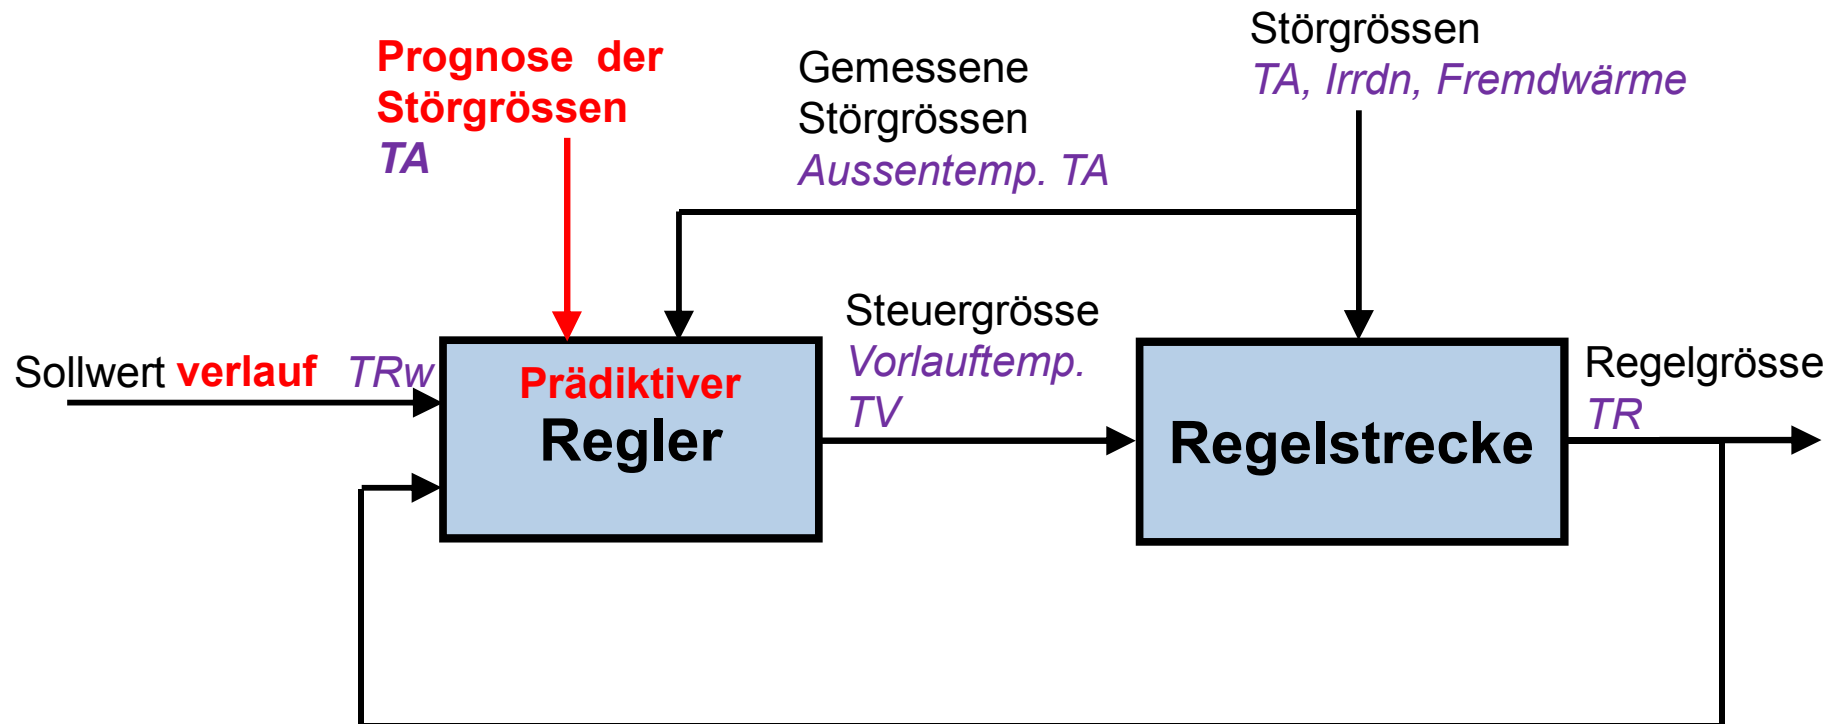 Prognose der
Störgrössen
TA
Gemessene
Störgrössen
Aussentemp. TA
Störgrössen
TA, Irrdn, Fremdwärme
Sollwert verlauf TRw
Prädiktiver
Regler
Steuergrösse
Vorlauftemp.
TV
Regelstrecke
Regelgrösse
TR